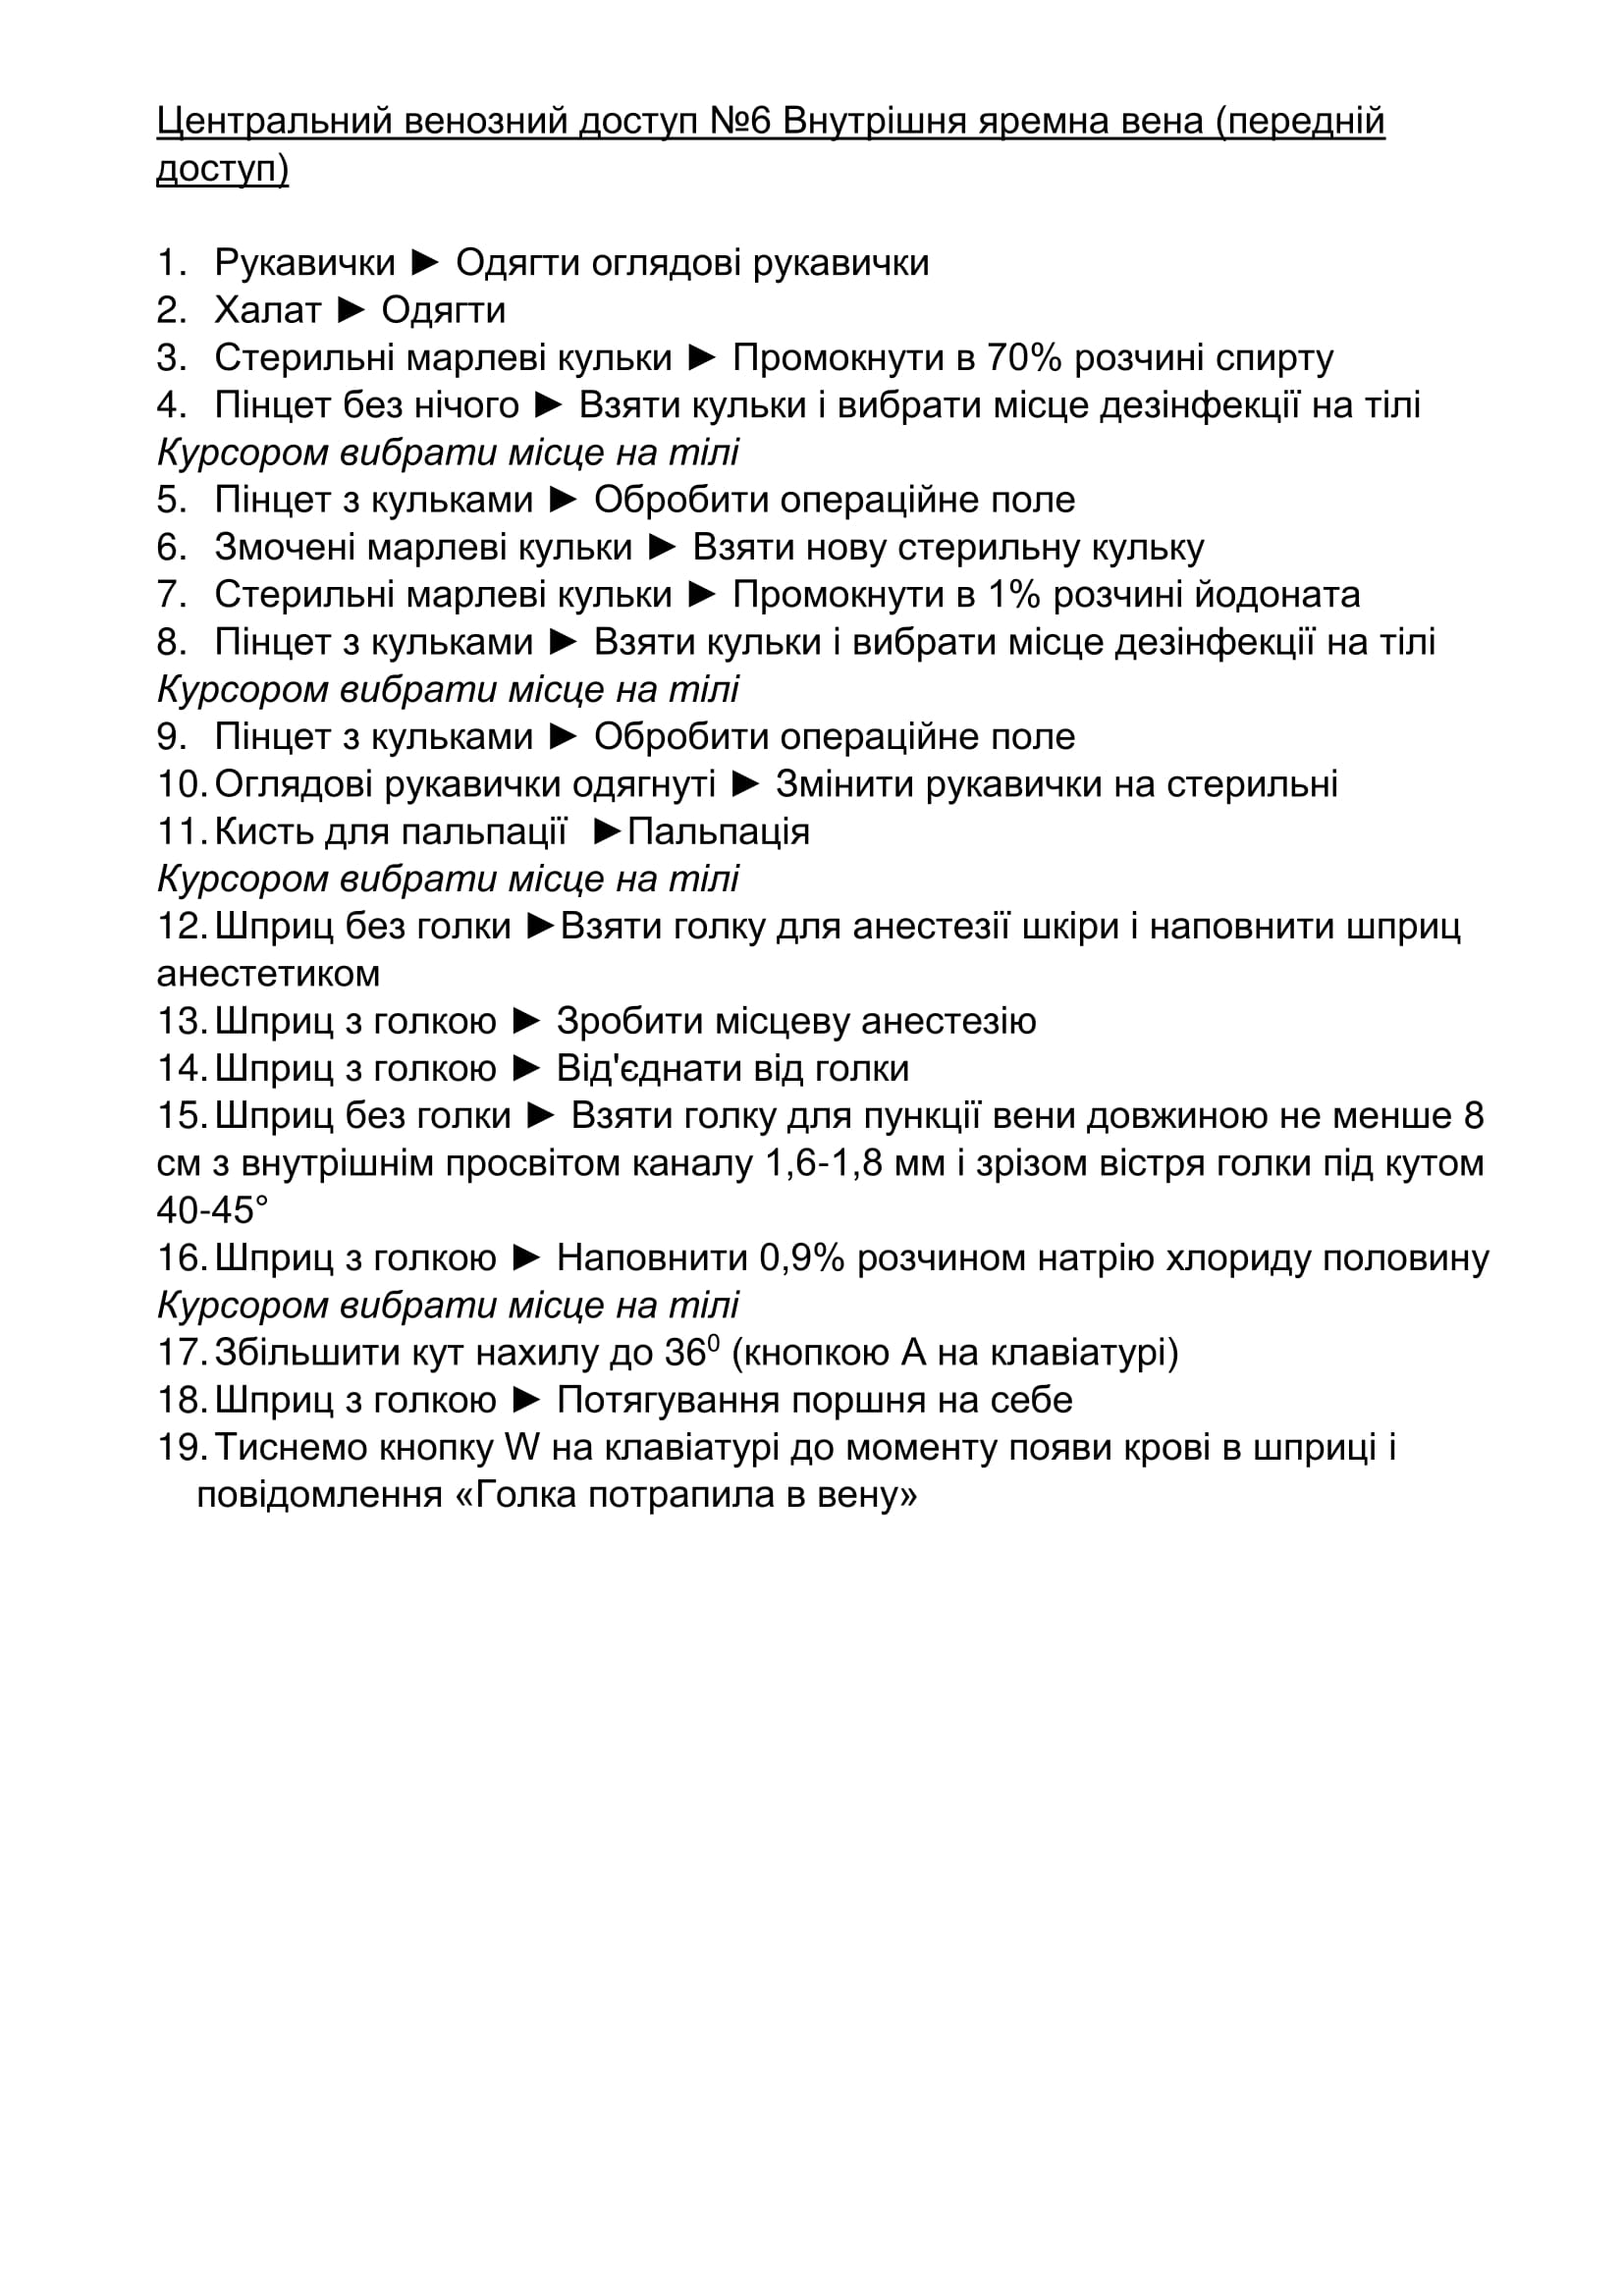 Центральний венозний доступ №6 Внутрішня яремна вена (передній
доступ)
1. Рукавички ► Одягти оглядові рукавички
2. Халат ► Одягти
3. Стерильні марлеві кульки ► Промокнути в 70% розчині спирту
4. Пінцет без нічого ► Взяти кульки і вибрати місце дезінфекції на тілі
Курсором вибрати місце на тілі
5. Пінцет з кульками ► Обробити операційне поле
6. Змочені марлеві кульки ► Взяти нову стерильну кульку
7. Стерильні марлеві кульки ► Промокнути в 1% розчині йодоната
8. Пінцет з кульками ► Взяти кульки і вибрати місце дезінфекції на тілі
Курсором вибрати місце на тілі
9. Пінцет з кульками ► Обробити операційне поле
10. Оглядові рукавички одягнуті ► Змінити рукавички на стерильні
11. Кисть для пальпації ►Пальпація
Курсором вибрати місце на тілі
12. Шприц без голки ►Взяти голку для анестезії шкіри і наповнити шприц
анестетиком
13. Шприц з голкою ► Зробити місцеву анестезію
14. Шприц з голкою ► Від'єднати від голки
15. Шприц без голки ► Взяти голку для пункції вени довжиною не менше 8
см з внутрішнім просвітом каналу 1,6-1,8 мм і зрізом вістря голки під кутом
40-45°
16. Шприц з голкою ► Наповнити 0,9% розчином натрію хлориду половину
Курсором вибрати місце на тілі
17. Збільшити кут нахилу до 36⁰ (кнопкою А на клавіатурі)
18. Шприц з голкою ► Потягування поршня на себе
19. Тиснемо кнопку W на клавіатурі до моменту появи крові в шприці і
повідомлення «Голка потрапила в вену»